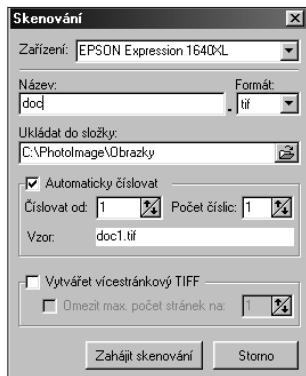 Skenování
Zařízení: EPSON Expression 1640XL
Název: Formát:
doc . tif
Ukládat do složky:
C:\PhotoImage\Obrazky
Automaticky číslovat
Číslovat od: 1 Počet číslic: 1
Vzor: doc1.tif
Vytvářet vícestránkový TIFF
Omezit max. počet stránek na: 1
Zahájit skenování Storno